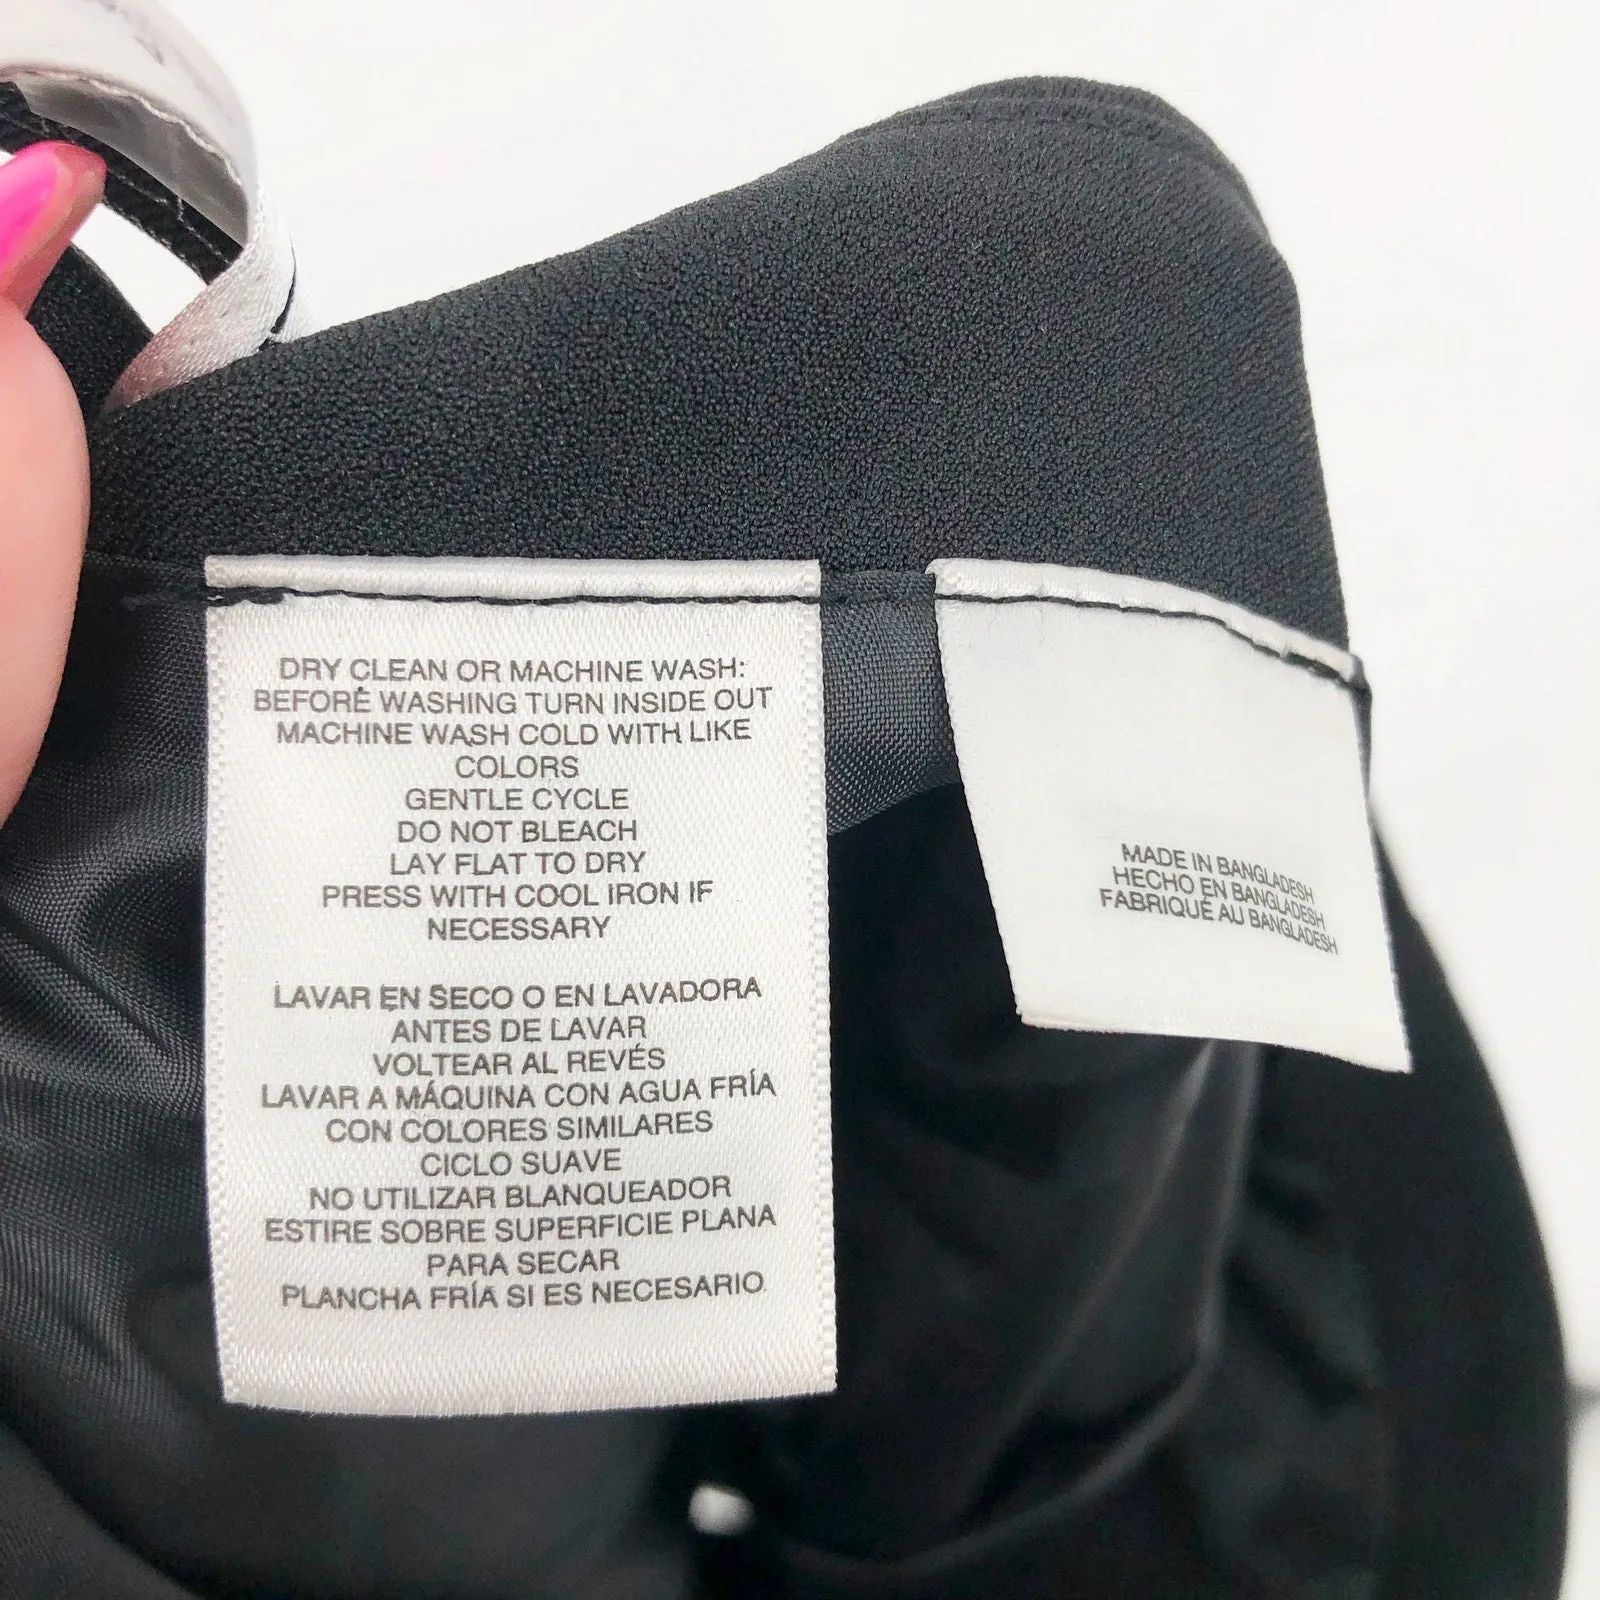 DRY CLEAN OR MACHINE WASH:
BEFORE WASHING TURN INSIDE OUT
MACHINE WASH COLD WITH LIKE
COLORS
GENTLE CYCLE
DO NOT BLEACH
LAY FLAT TO DRY
PRESS WITH COOL IRON IF
NECESSARY
LAVAR EN SECO O EN LAVADORA
ANTES DE LAVAR
VOLTEAR AL REVÉS
LAVAR A MÁQUINA CON AGUA FRÍA
CON COLORES SIMILARES
CICLO SUAVE
NO UTILIZAR BLANQUEADOR
ESTIRE SOBRE SUPERFICIE PLANA
PARA SECAR
PLANCHA FRÍA SI ES NECESARIO
MADE IN BANGLADESH
HECHO EN BANGLADESH
FABRIQUÉ AU BANGLADESH